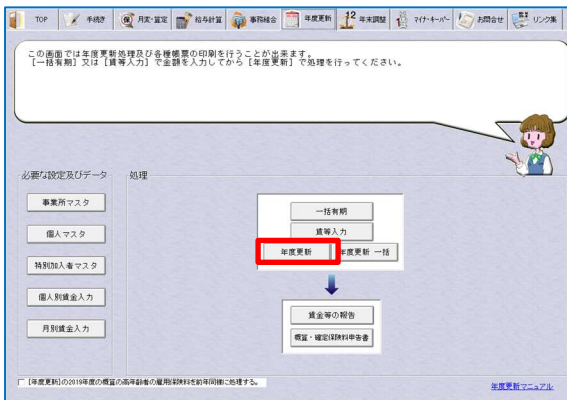 TOP 手続き 月変・算定 給与計算 事務組合 年度更新 12 年末調整 マイナ・キーパー お問合せ リンク集
この画面では年度更新処理及び各種帳票の印刷を行うことが出来ます。
[一括有期] 又は [賃等入力] で金額を入力してから [年度更新] で処理を行ってください。
必要な設定及びデータ 処理
事業所マスタ
個人マスタ
特別加入者マスタ
個人別賃金入力
月別賃金入力
一括有期
賃等入力
年度更新 年度更新 一括
賃金等の報告
概算・確定保険料申告書
[年度更新]の2019年度の概算の高年齢者の雇用保険料を前年同様に処理する。
年度更新マニュアル